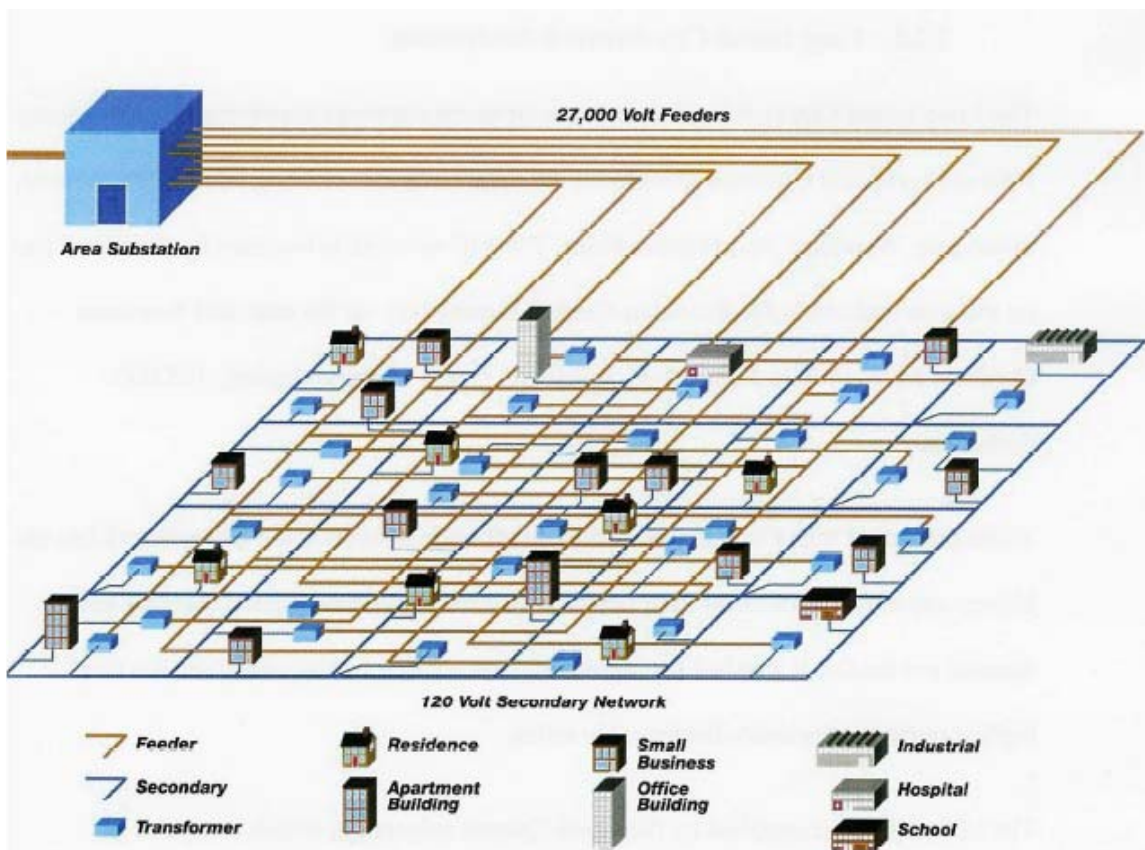 27,000 Volt Feeders
Area Substation
120 Volt Secondary Network
Feeder
Residence
Small
Business
Industrial
Secondary
Apartment
Building
Office
Building
Hospital
Transformer
School